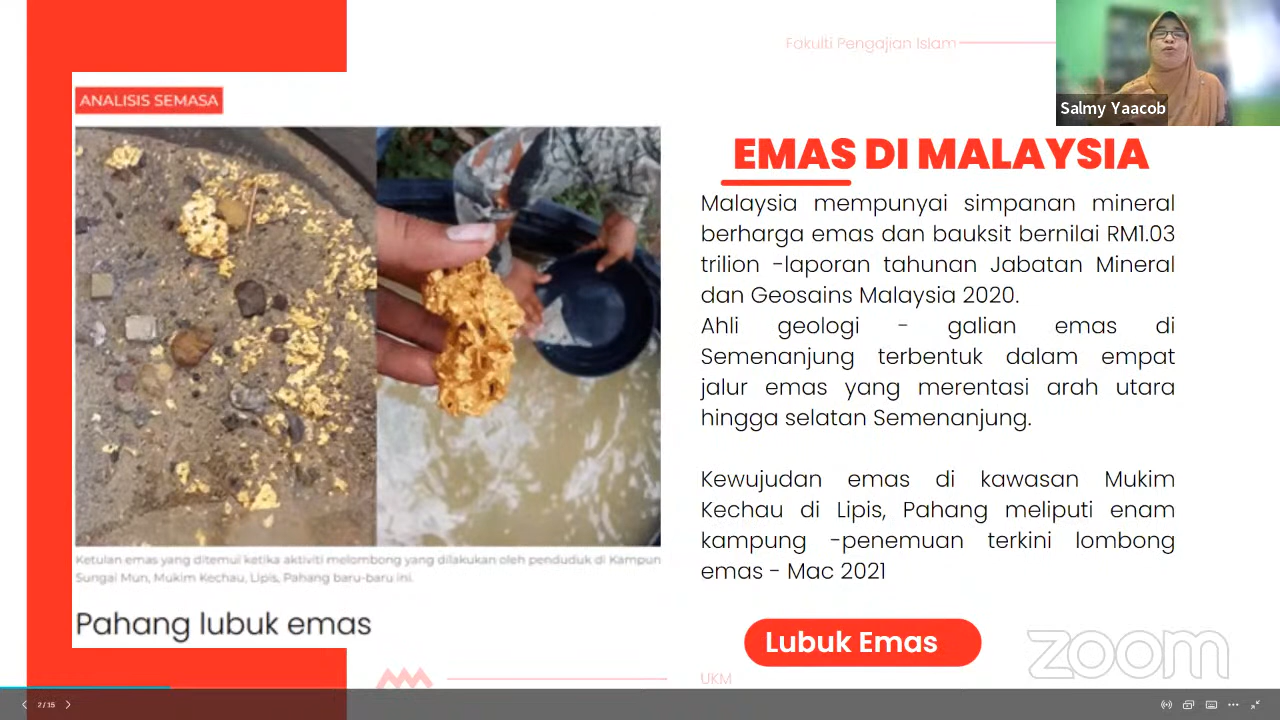 Fakulti Pengajian Islam
Salmy Yaacob
ANALISIS SEMASA
EMAS DI MALAYSIA
Malaysia mempunyai simpanan mineral
berharga emas dan bauksit bernilai RM1.03
trilion -laporan tahunan Jabatan Mineral
dan Geosains Malaysia 2020.
Ahli geologi - galian emas di
Semenanjung terbentuk dalam empat
jalur emas yang merentasi arah utara
hingga selatan Semenanjung.
Kewujudan emas di kawasan Mukim
Kechau di Lipis, Pahang meliputi enam
kampung -penemuan terkini lombong
emas - Mac 2021
Ketulan emas yang ditemui ketika aktiviti melombong yang dilakukan oleh penduduk di Kampun
Sungai Mun, Mukim Kechau, Lipis, Pahang baru-baru ini.
Pahang lubuk emas
Lubuk Emas
zoom
UKM
2 / 15